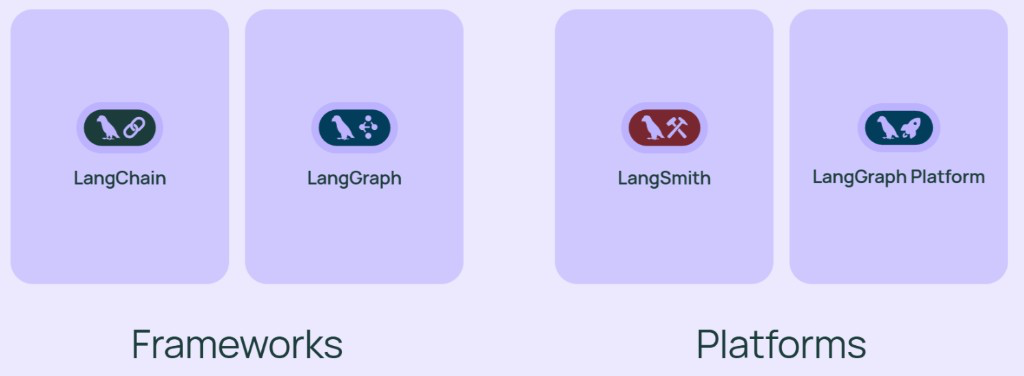 LangChain
LangGraph
LangSmith
LangGraph Platform
Frameworks
Platforms